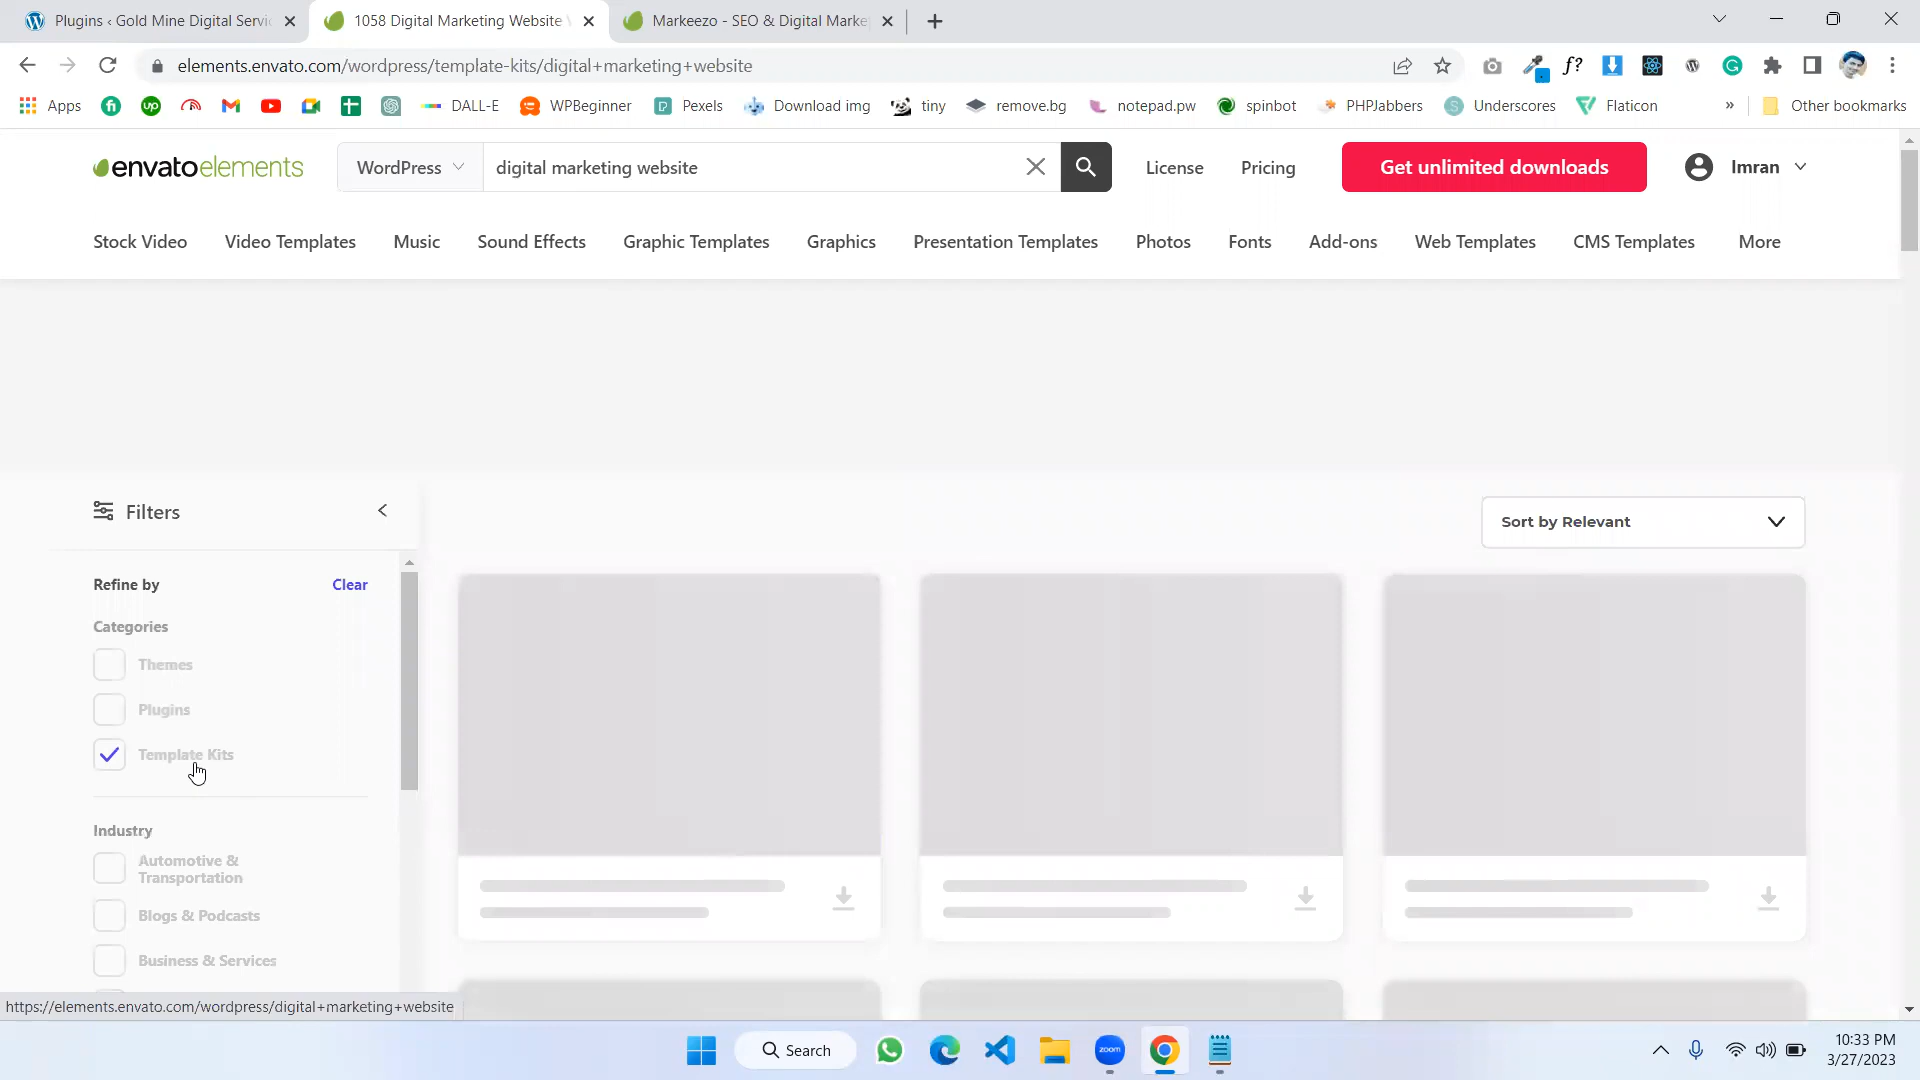 Plugins ‹ Gold Mine Digital Servi
1058 Digital Marketing Website
Markeezo - SEO & Digital Marke
elements.envato.com/wordpress/template-kits/digital+marketing+website
f?
Apps
DALL-E
WPBeginner
Pexels
Download img
tiny
remove.bg
notepad.pw
spinbot
PHPJabbers
Underscores
Flaticon
»
Other bookmarks
envatoelements
WordPress
digital marketing website
License
Pricing
Get unlimited downloads
Imran
Stock Video
Video Templates
Music
Sound Effects
Graphic Templates
Graphics
Presentation Templates
Photos
Fonts
Add-ons
Web Templates
CMS Templates
More
Filters
Sort by Relevant
Refine by
Clear
Categories
Themes
Plugins
Template Kits
Industry
Automotive &
Transportation
Blogs & Podcasts
Business & Services
https://elements.envato.com/wordpress/digital+marketing+website
Search
zoom
10:33 PM
3/27/2023